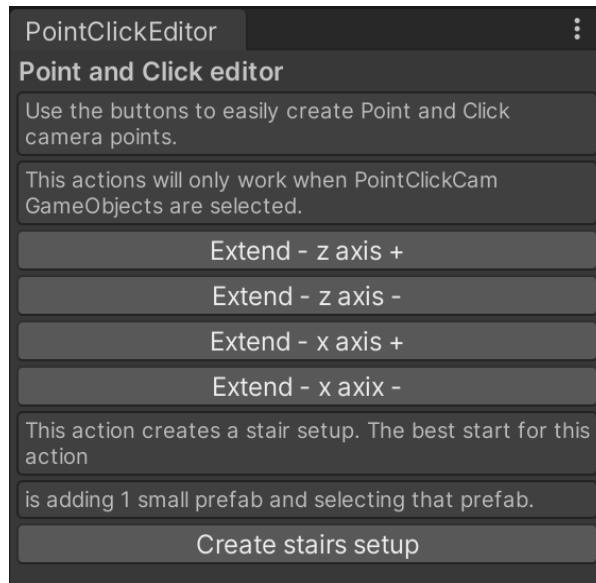 PointClickEditor
Point and Click editor
Use the buttons to easily create Point and Click
camera points.
This actions will only work when PointClickCam
GameObjects are selected.
Extend - z axis +
Extend - z axis -
Extend - x axis +
Extend - x axix -
This action creates a stair setup. The best start for this
action
is adding 1 small prefab and selecting that prefab.
Create stairs setup